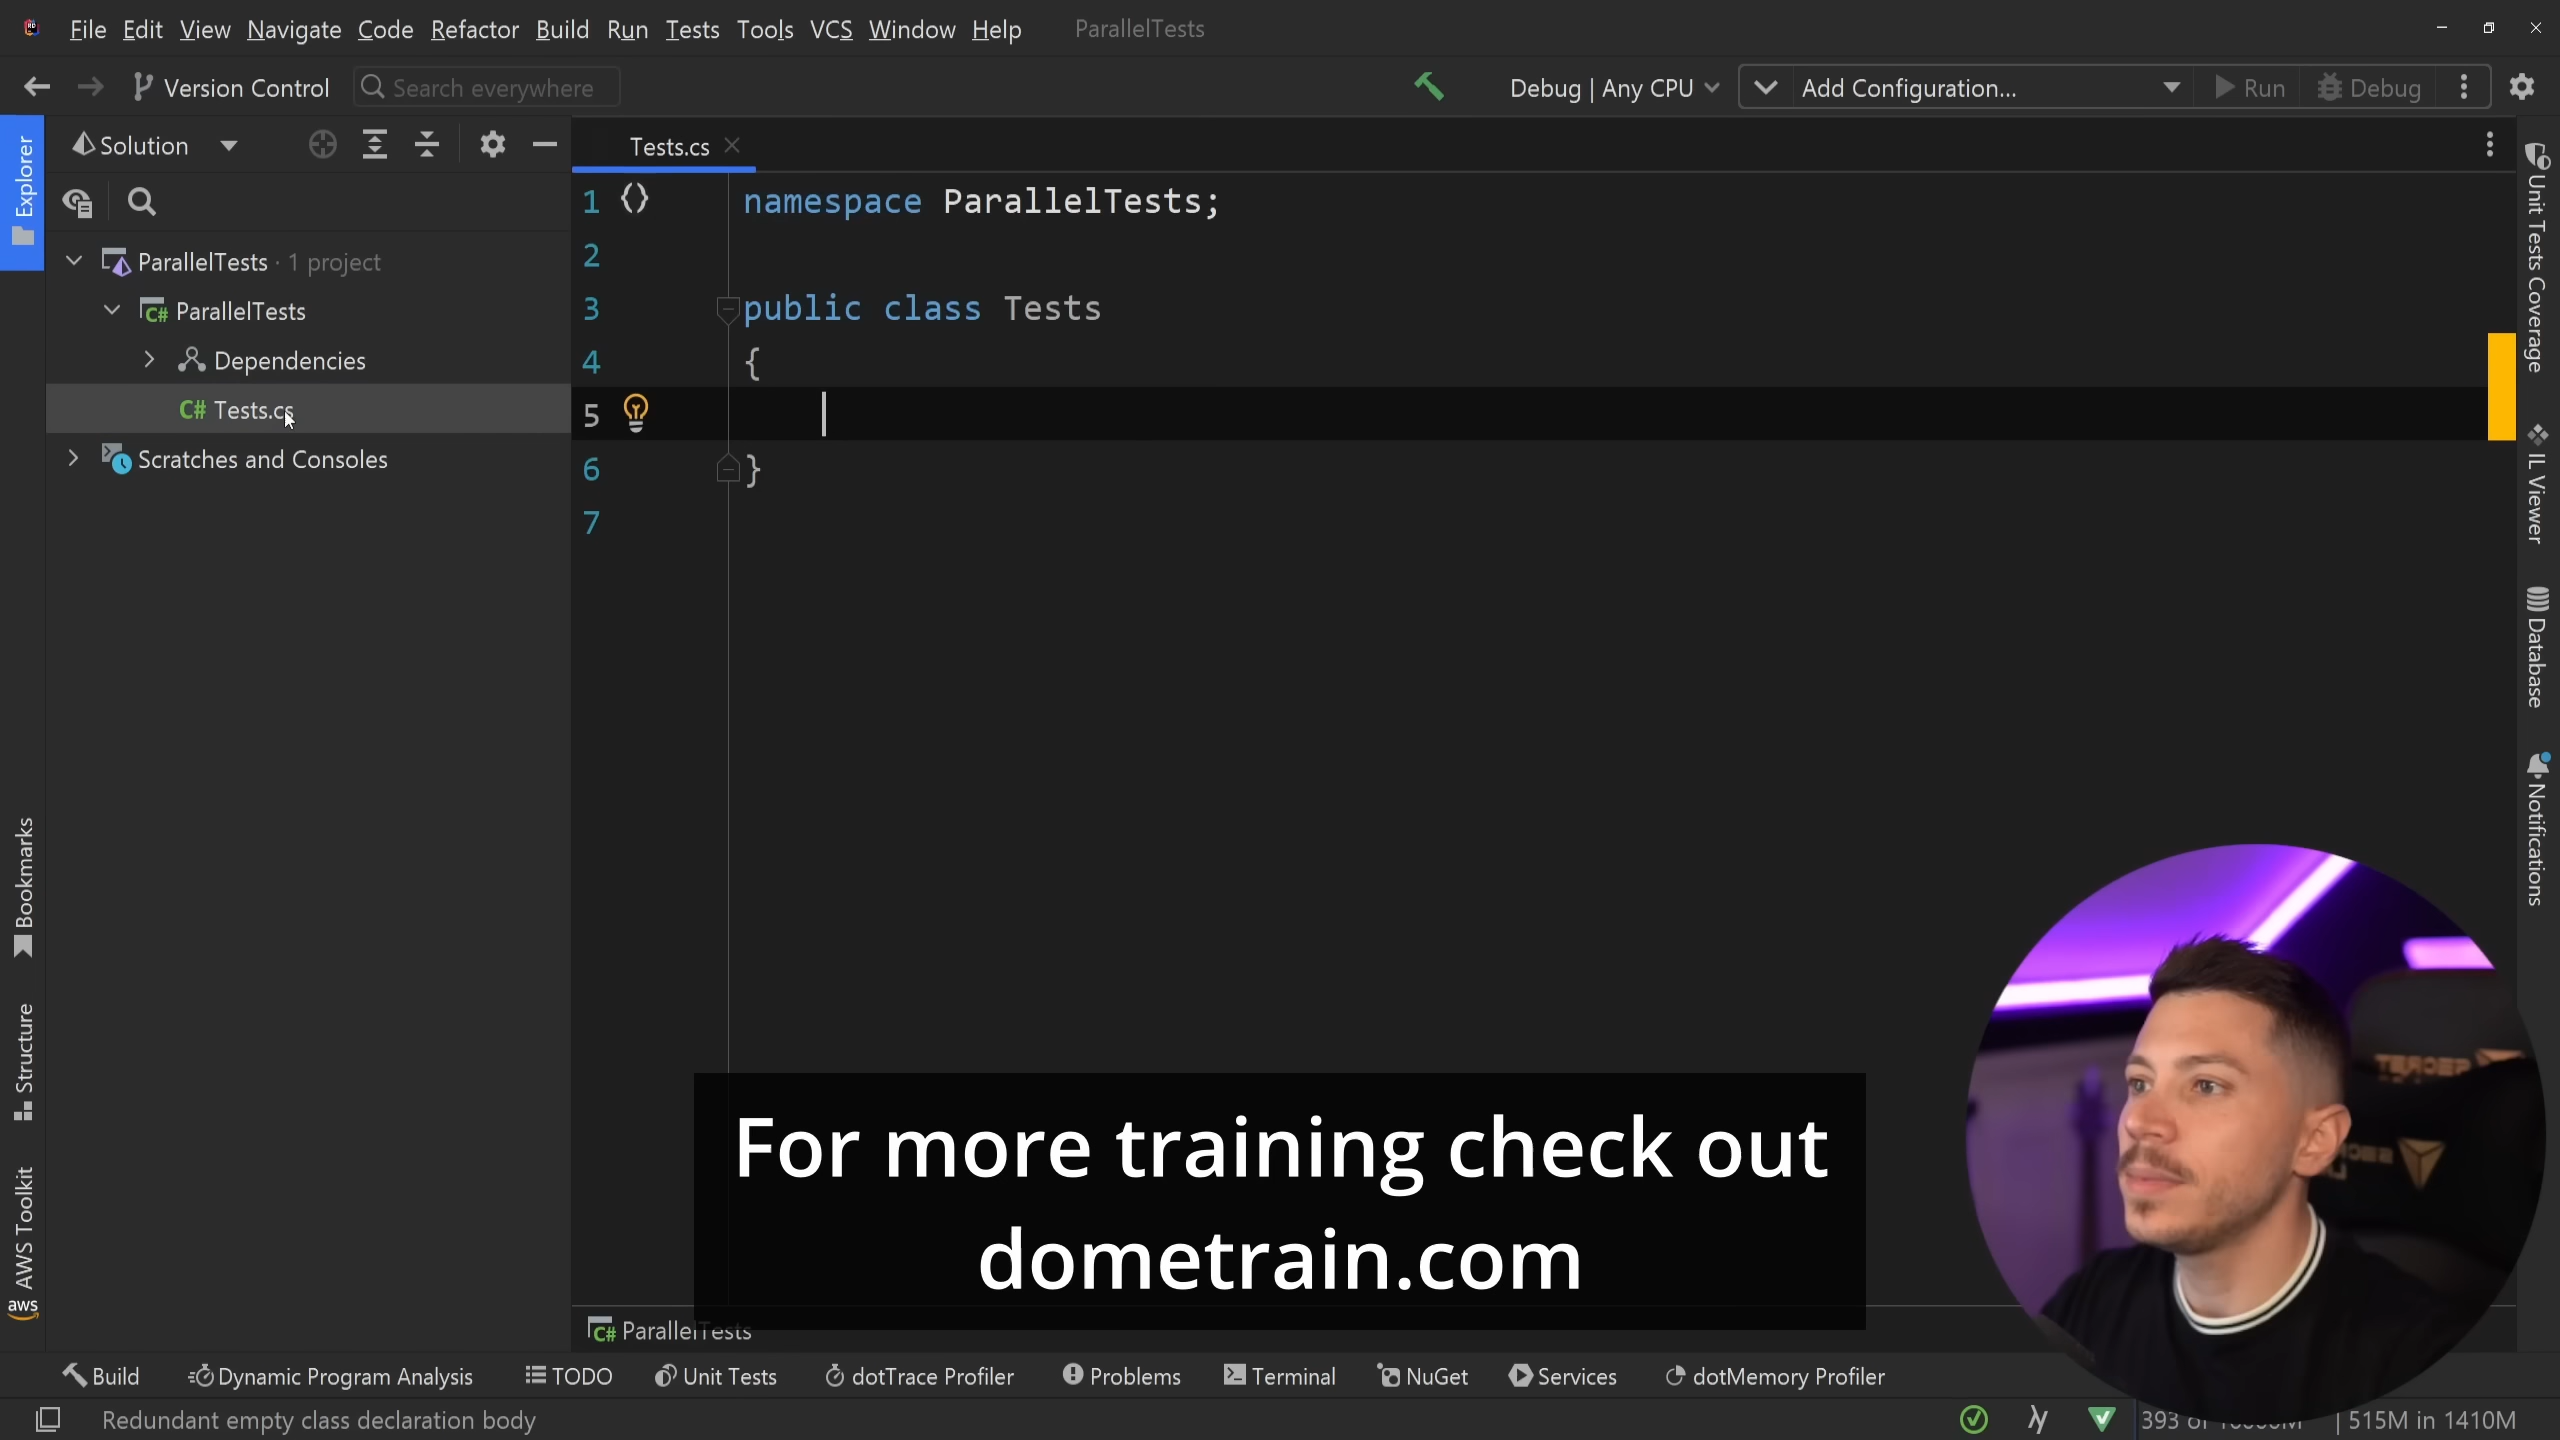 File Edit View Navigate Code Refactor Build Run Tests Tools VCS Window Help ParallelTests
Version Control Search everywhere Debug | Any CPU Add Configuration... Run Debug
Explorer
Solution
Tests.cs
ParallelTests · 1 project
ParallelTests
Dependencies
C# Tests.cs
Scratches and Consoles
1 {} namespace ParallelTests;
2
3 public class Tests
4 {
5
6 }
7
Unit Tests Coverage
IL Viewer
Database
Notifications
Bookmarks
Structure
AWS Toolkit
aws
For more training check out
dometrain.com
C# ParallelTests
Build Dynamic Program Analysis TODO Unit Tests dotTrace Profiler Problems Terminal NuGet Services dotMemory Profiler
Redundant empty class declaration body 393 of 515M in 1410M